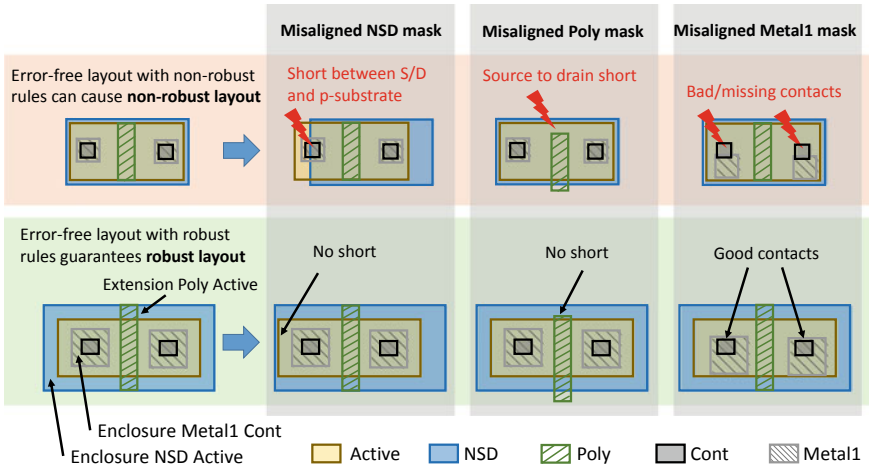 Misaligned NSD mask
Misaligned Poly mask
Misaligned Metal1 mask
Error-free layout with non-robust
rules can cause non-robust layout
Short between S/D
and p-substrate
Source to drain short
Bad/missing contacts
Error-free layout with robust
rules guarantees robust layout
Extension Poly Active
No short
No short
Good contacts
Enclosure Metal1 Cont
Enclosure NSD Active
Active
NSD
Poly
Cont
Metal1